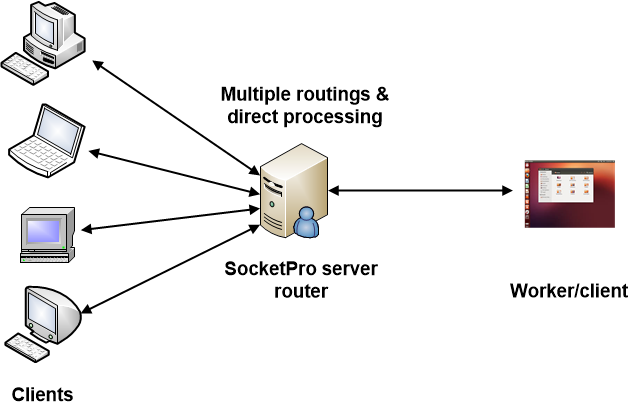 Multiple routings &
direct processing
SocketPro server
router
Worker/client
Clients